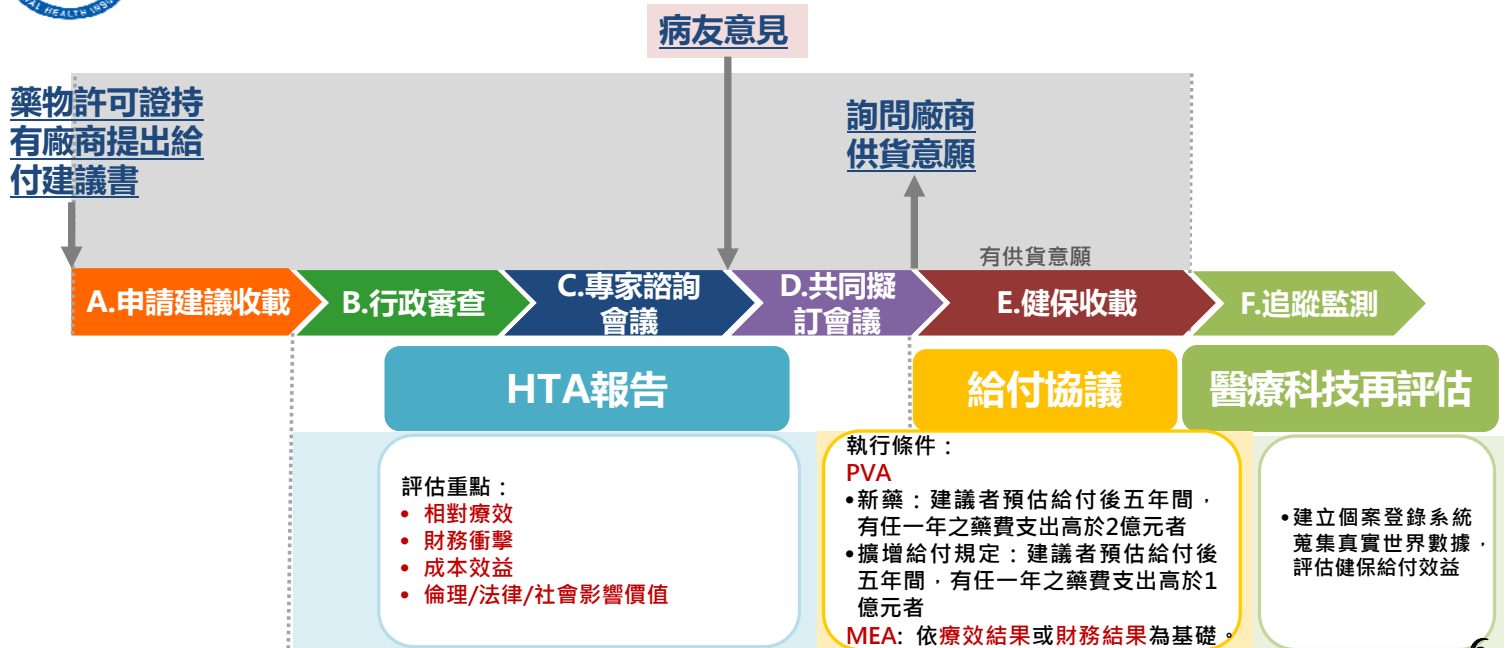 AL HEALTH INS
病友意見
藥物許可證持
有廠商提出給
付建議書
詢問廠商
供貨意願
有供貨意願
A.申請建議收載
B.行政審查
C.專家諮詢
會議
D.共同擬
訂會議
E.健保收載
F.追蹤監測
HTA報告
給付協議
醫療科技再評估
評估重點：
• 相對療效
• 財務衝擊
• 成本效益
• 倫理/法律/社會影響價值
執行條件：
PVA
•新藥：建議者預估給付後五年間，
有任一年之藥費支出高於2億元者
•擴增給付規定：建議者預估給付後
五年間，有任一年之藥費支出高於1
億元者
MEA: 依療效結果或財務結果為基礎。
•建立個案登錄系統
蒐集真實世界數據，
評估健保給付效益
6